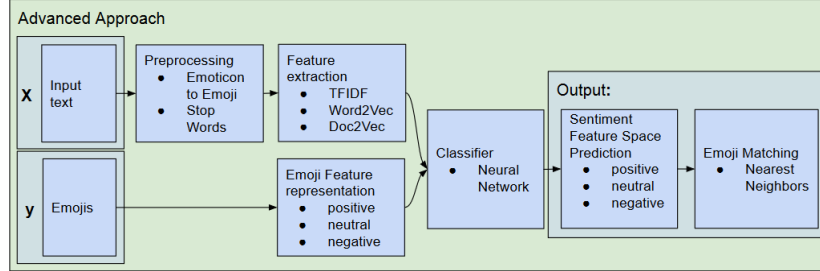 Advanced Approach
X
Input
text
Preprocessing
● Emoticon
to Emoji
● Stop
Words
Feature
extraction
● TFIDF
● Word2Vec
● Doc2Vec
y
Emojis
Emoji Feature
representation
● positive
● neutral
● negative
Classifier
● Neural
Network
Output:
Sentiment
Feature Space
Prediction
● positive
● neutral
● negative
Emoji Matching
● Nearest
Neighbors